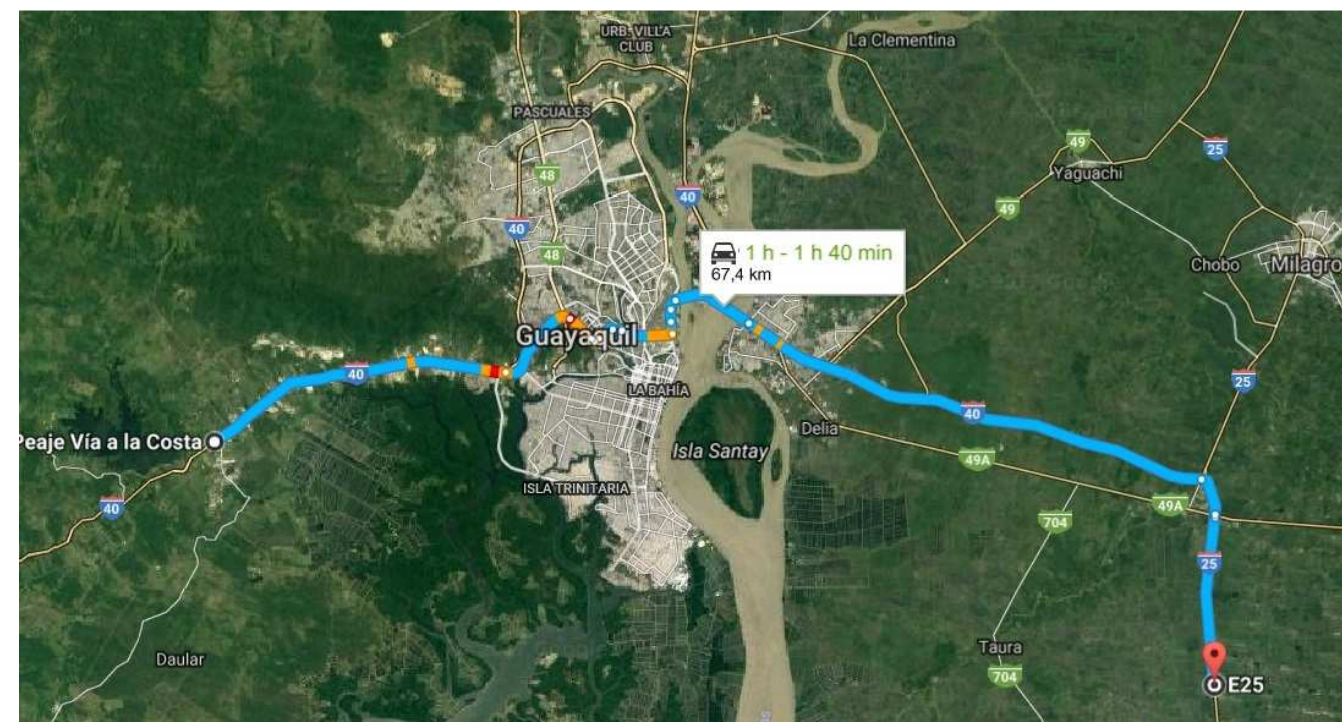 URB. VILLA
CLUB
La Clementina
PASCUALES
49
25
Yaguachi
48
40
49
40
48
1 h - 1 h 40 min
67,4 km
Chobo
Milagro
Guayaquil
40
LA BAHÍA
25
40
Peaje Vía a la Costa
Delia
Isla Santay
49A
ISLA TRINITARIA
40
49A
704
25
Taura
Daular
704
E25